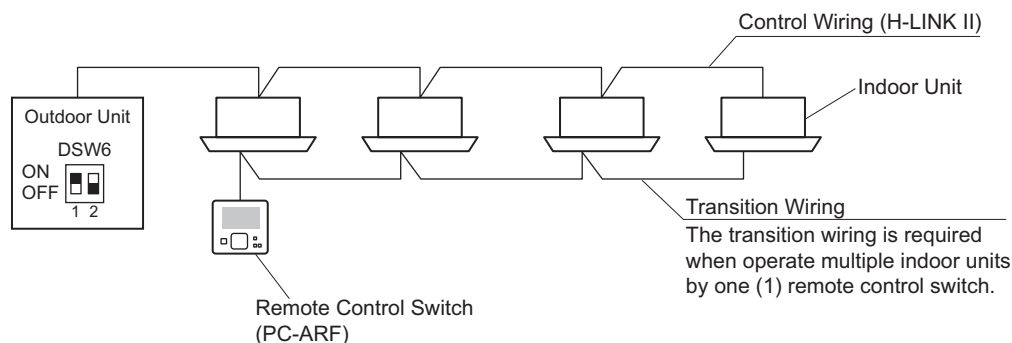 Control Wiring (H-LINK II)
Indoor Unit
Outdoor Unit
DSW6
ON
OFF
1 2
Transition Wiring
The transition wiring is required
when operate multiple indoor units
by one (1) remote control switch.
Remote Control Switch
(PC-ARF)